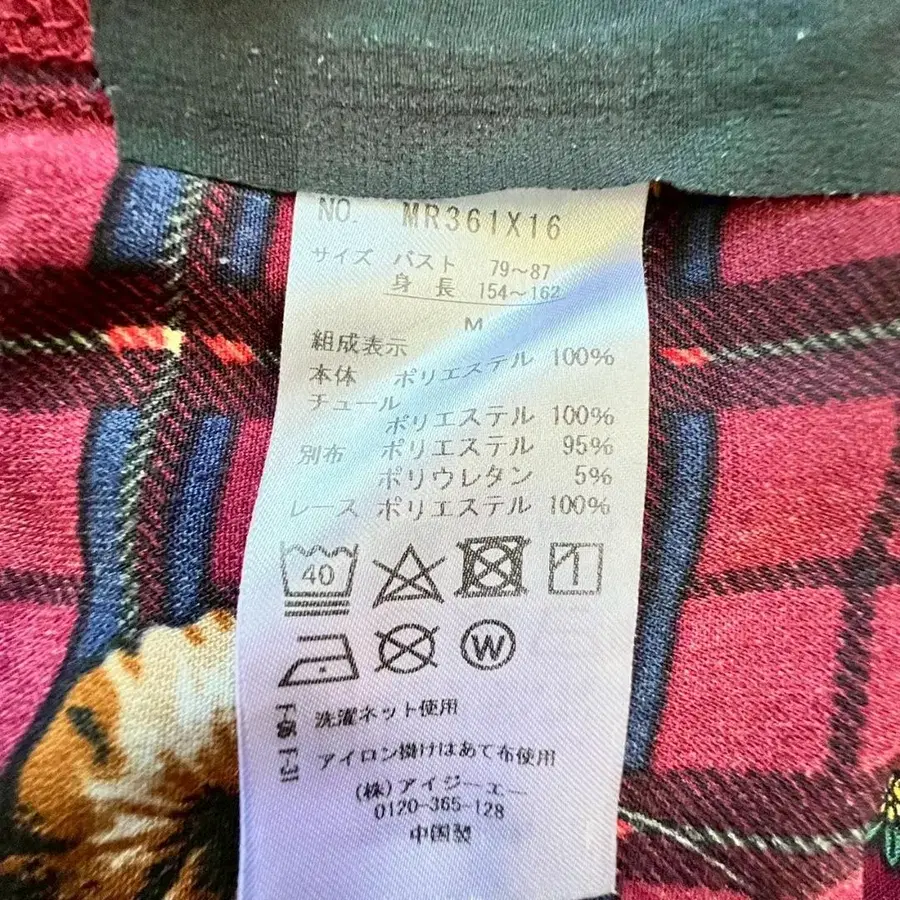 NO. MR361X16
サイズ バスト 79～87
身長 154～162
M
組成表示
本体 ポリエステル 100%
チュール
ポリエステル 100%
別布 ポリエステル 95%
ポリウレタン 5%
レース ポリエステル 100%
40
W
F-06 洗濯ネット使用
F-31 アイロン掛けはあて布使用
(株)アイジーエー
0120-365-128
中国製